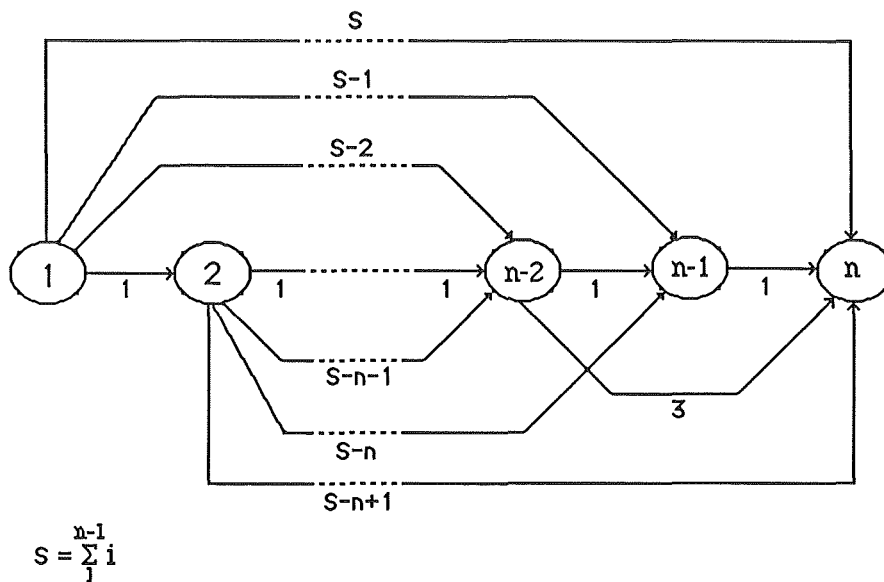 S
S-1
S-2
1 2 n-2 n-1 n
1 1 1 1 1
S-n-1
3
S-n
S-n+1
n-1
S = Σ i
1